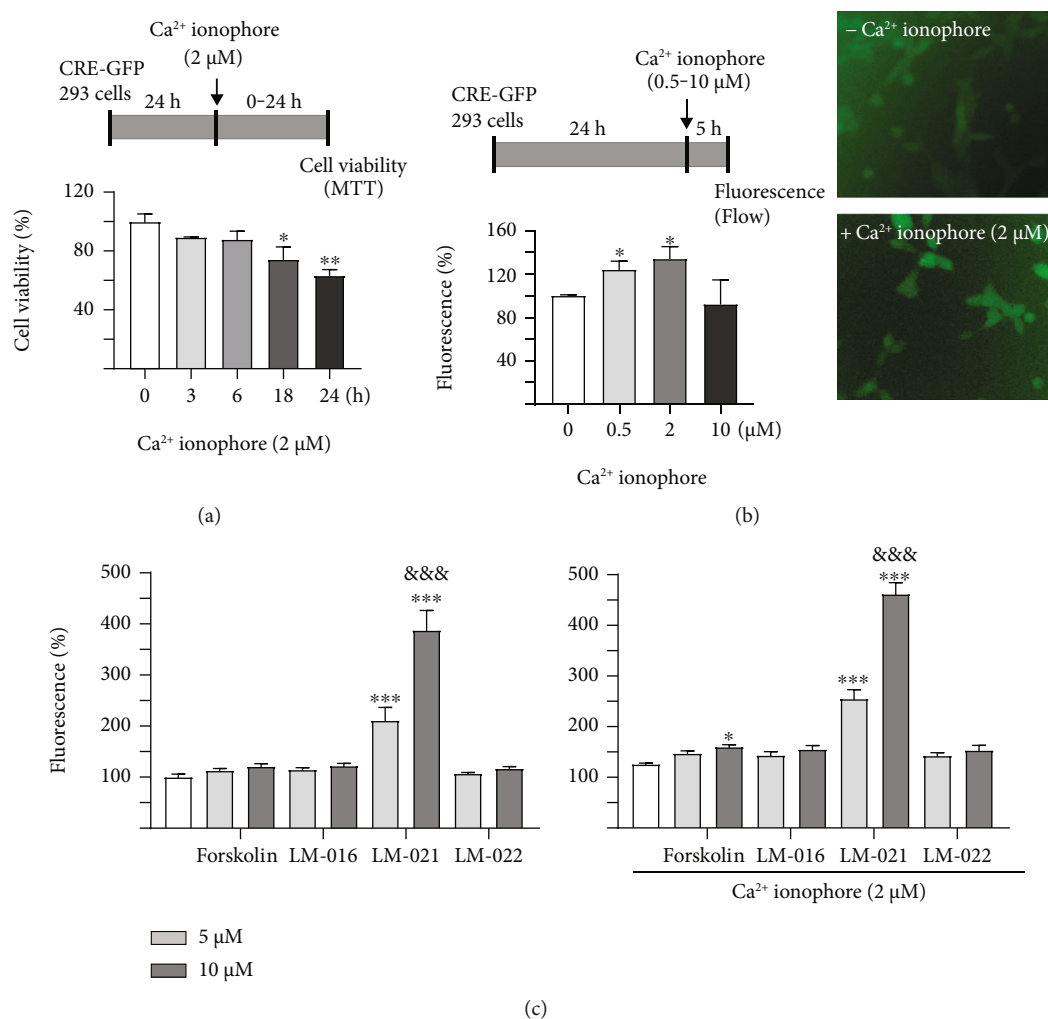 Ca²⁺ ionophore
(2 μM)
CRE-GFP
293 cells
24 h
0–24 h
Cell viability
(MTT)
Cell viability (%)
120
80
40
*
**
0 3 6 18 24 (h)
Ca²⁺ ionophore (2 μM)
(a)
Ca²⁺ ionophore
(0.5–10 μM)
CRE-GFP
293 cells
24 h
5 h
Fluorescence
(Flow)
Fluorescence (%)
160
120
80
40
*
*
0 0.5 2 10 (μM)
Ca²⁺ ionophore
– Ca²⁺ ionophore
+ Ca²⁺ ionophore (2 μM)
(b)
Fluorescence (%)
500
400
300
200
100
&&&
***
***
Forskolin LM-016 LM-021 LM-022
500
400
300
200
100
&&&
***
***
*
Forskolin LM-016 LM-021 LM-022
Ca²⁺ ionophore (2 μM)
5 μM
10 μM
(c)